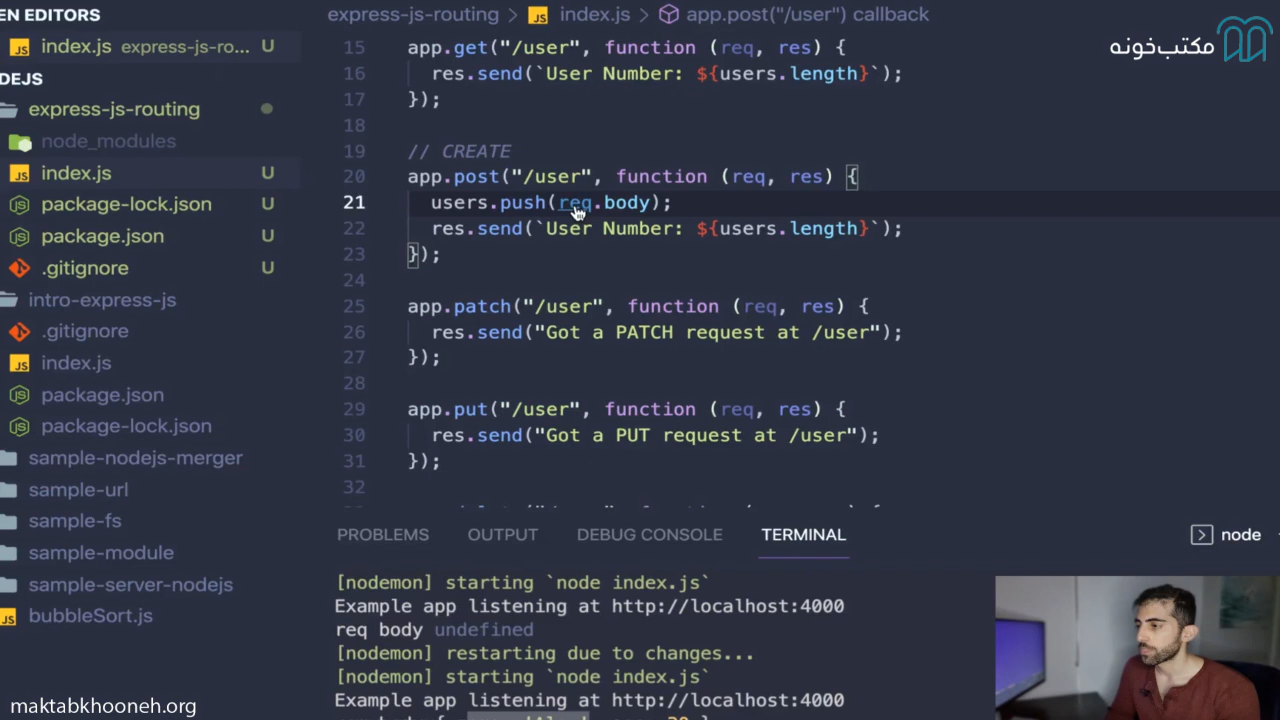 EN EDITORS
index.js express-js-ro... U
DEJS
express-js-routing
node_modules
index.js U
package-lock.json U
package.json U
.gitignore U
intro-express-js
.gitignore
index.js
package.json
package-lock.json
sample-nodejs-merger
sample-url
sample-fs
sample-module
sample-server-nodejs
bubbleSort.js
express-js-routing > index.js > app.post("/user") callback
مکتب‌خونه
15 app.get("/user", function (req, res) {
16 res.send(`User Number: ${users.length}`);
17 });
18
19 // CREATE
20 app.post("/user", function (req, res) {
21 users.push(req.body);
22 res.send(`User Number: ${users.length}`);
23 });
24
25 app.patch("/user", function (req, res) {
26 res.send("Got a PATCH request at /user");
27 });
28
29 app.put("/user", function (req, res) {
30 res.send("Got a PUT request at /user");
31 });
32
PROBLEMS OUTPUT DEBUG CONSOLE TERMINAL node
[nodemon] starting `node index.js`
Example app listening at http://localhost:4000
req body undefined
[nodemon] restarting due to changes...
[nodemon] starting `node index.js`
Example app listening at http://localhost:4000
maktabkhooneh.org